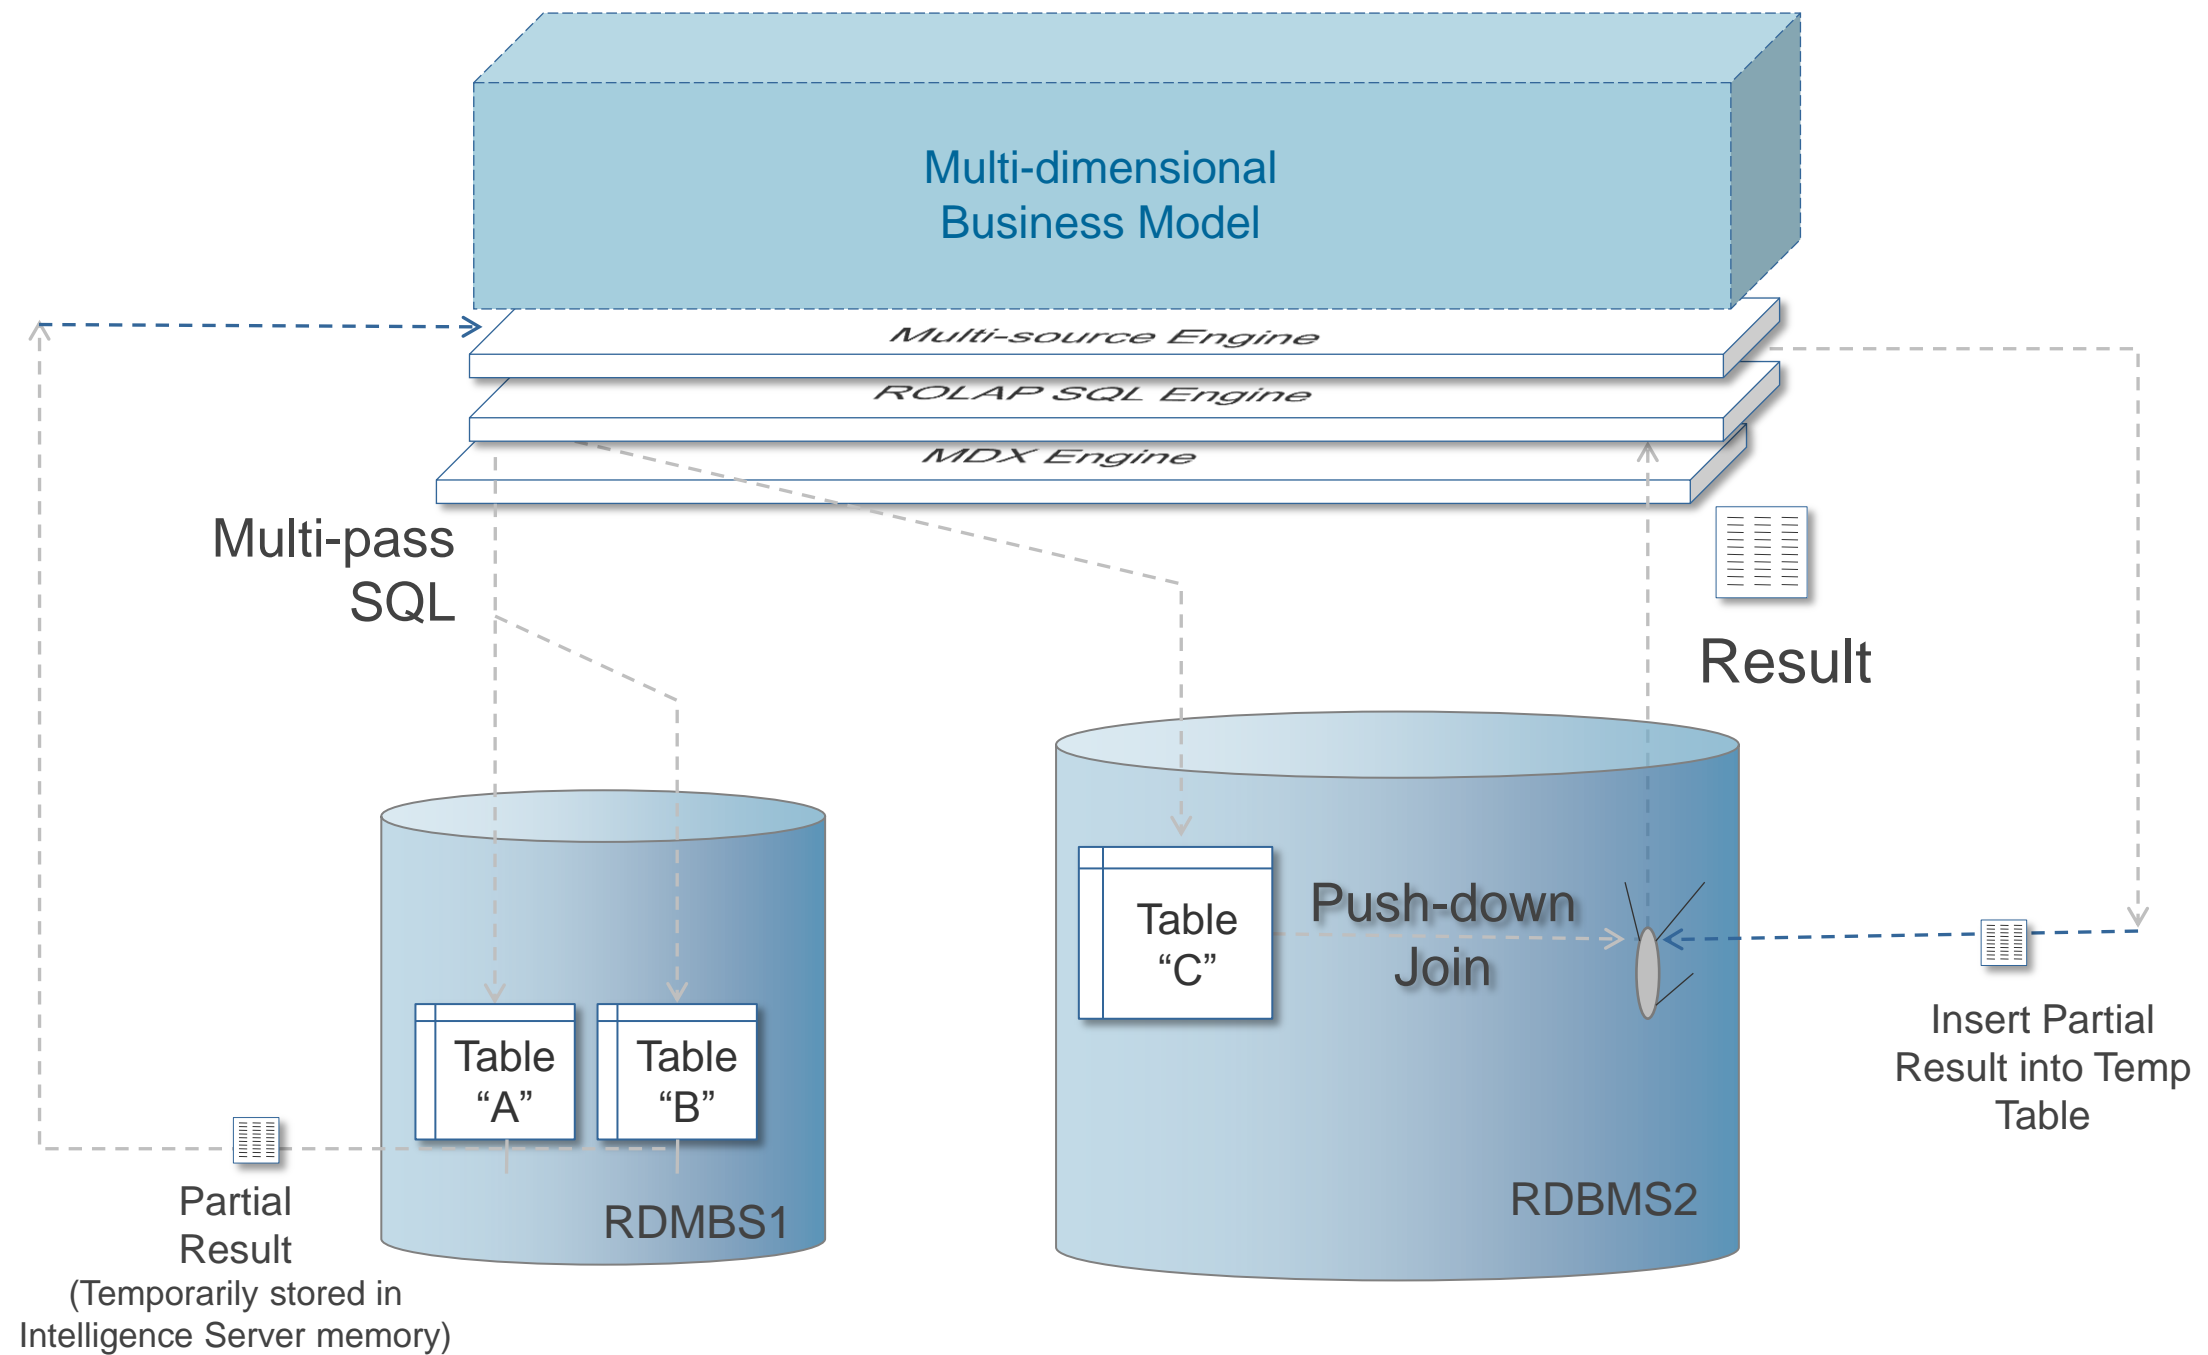 Multi-dimensional
Business Model
Multi-source Engine
ROLAP SQL Engine
MDX Engine
Multi-pass
SQL
Result
Table
“C”
Push-down
Join
Table
“A”
Table
“B”
RDMBS1
RDBMS2
Insert Partial
Result into Temp
Table
Partial
Result
(Temporarily stored in
Intelligence Server memory)